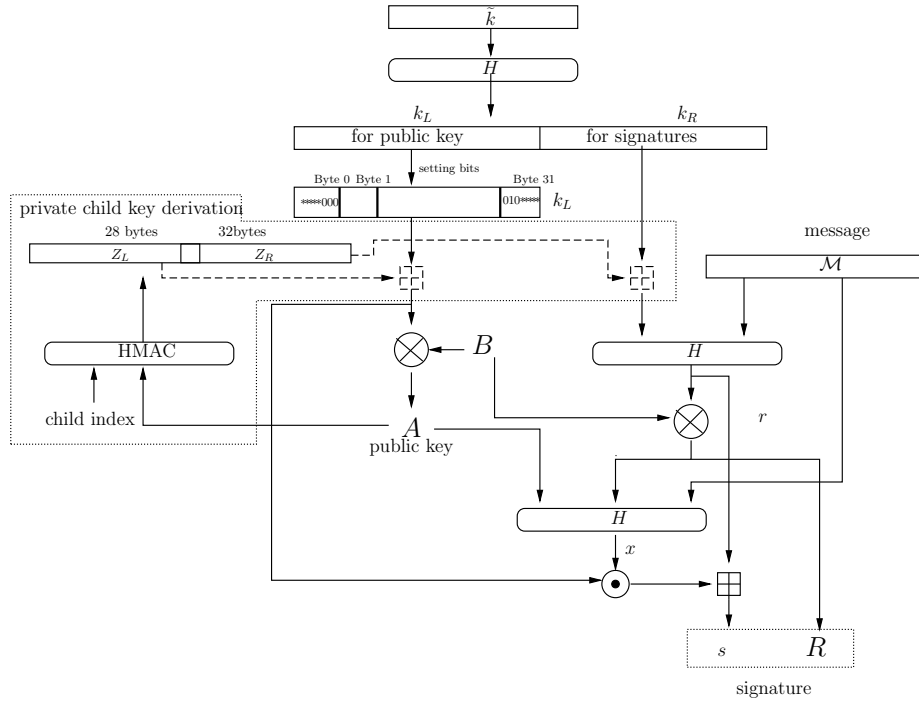 k̃
H
k_L k_R
for public key for signatures
setting bits
Byte 0 Byte 1 Byte 31
*****000 010***** k_L
private child key derivation
28 bytes 32bytes
Z_L Z_R
message
ℳ
HMAC
B
H
child index
A
r
public key
H
x
s R
signature